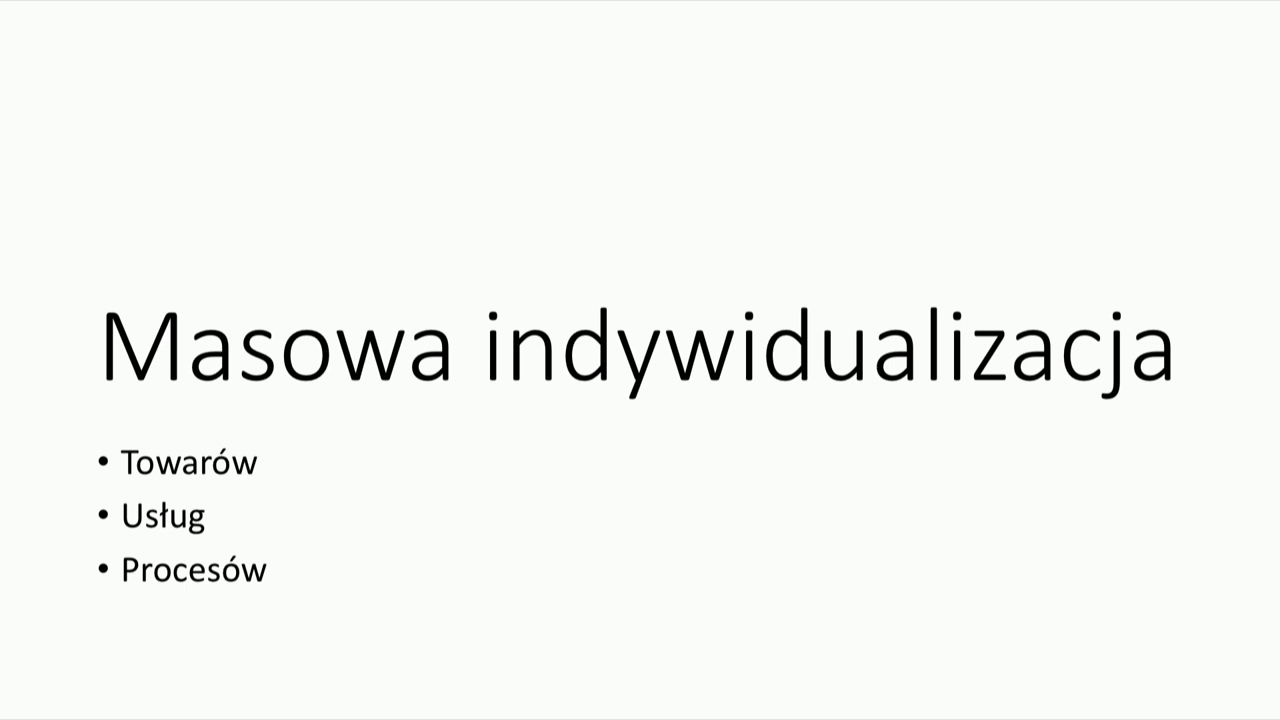 Masowa indywidualizacja
• Towarów
• Usług
• Procesów